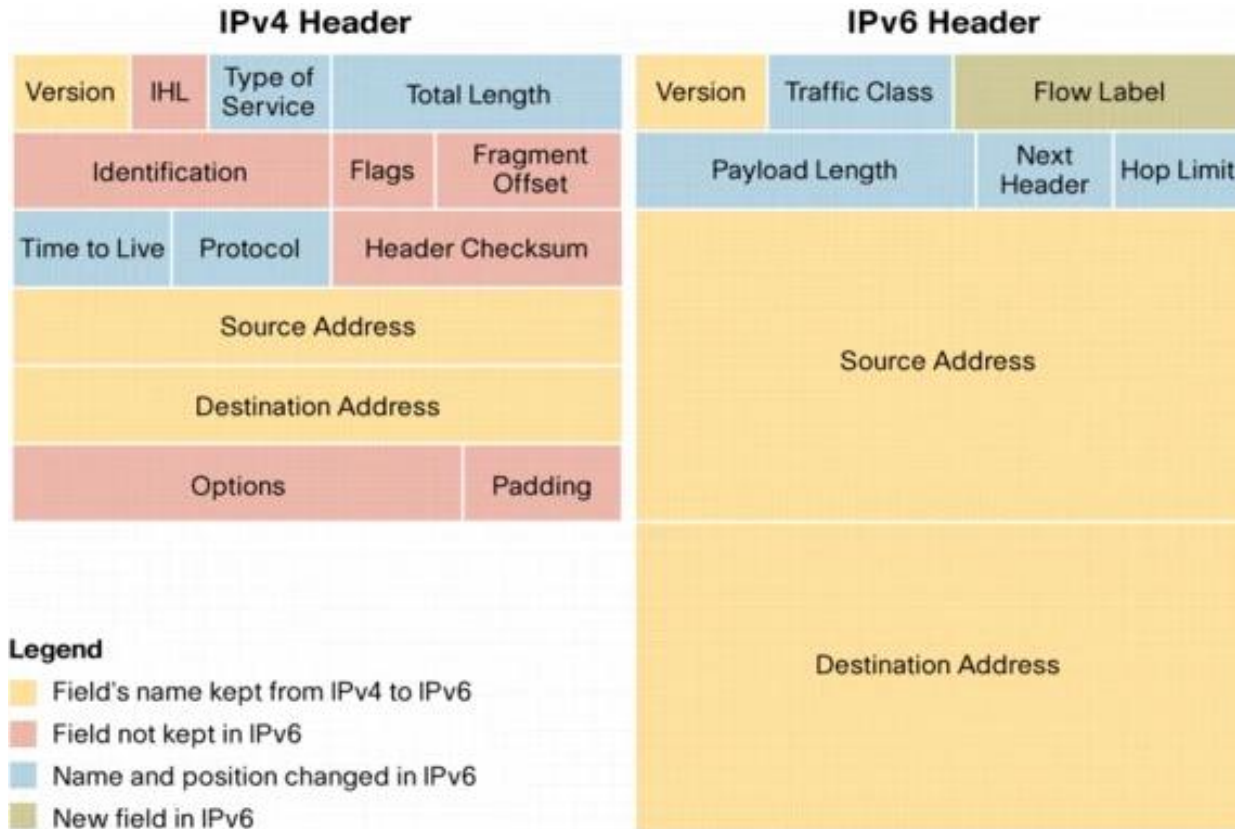 IPv4 Header
IPv6 Header
Version
IHL
Type of
Service
Total Length
Identification
Flags
Fragment
Offset
Time to Live
Protocol
Header Checksum
Source Address
Destination Address
Options
Padding
Version
Traffic Class
Flow Label
Payload Length
Next
Header
Hop Limit
Source Address
Destination Address
Legend
Field's name kept from IPv4 to IPv6
Field not kept in IPv6
Name and position changed in IPv6
New field in IPv6